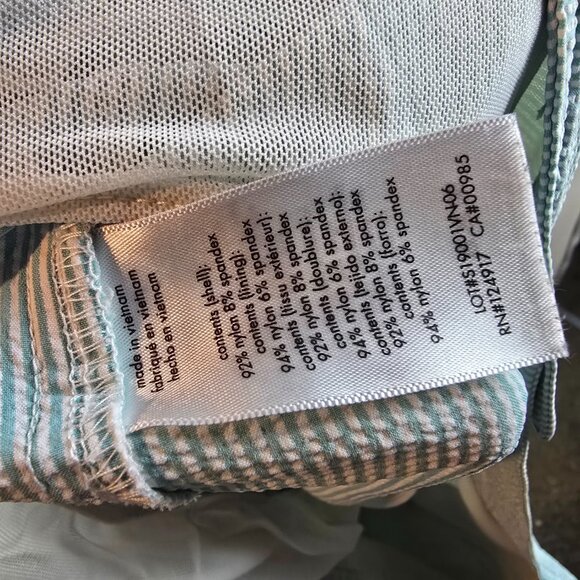 made in vietnam
fabriqué en vietnam
hecho en vietnam
contents (shell):
92% nylon 8% spandex
contents (lining):
94% nylon 6% spandex
contents (tissu extérieur):
92% nylon 8% spandex
contents (doublure):
94% nylon 6% spandex
contents (tejido externo):
92% nylon 8% spandex
contents (forro):
94% nylon 6% spandex
LOT#S19001VN-06
RN#124917 CA#00985